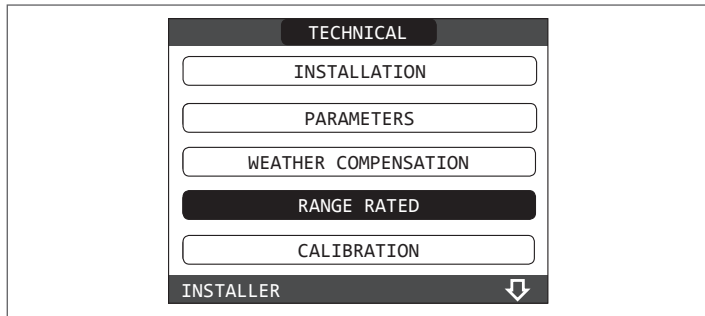 TECHNICAL
INSTALLATION
PARAMETERS
WEATHER COMPENSATION
RANGE RATED
CALIBRATION
INSTALLER